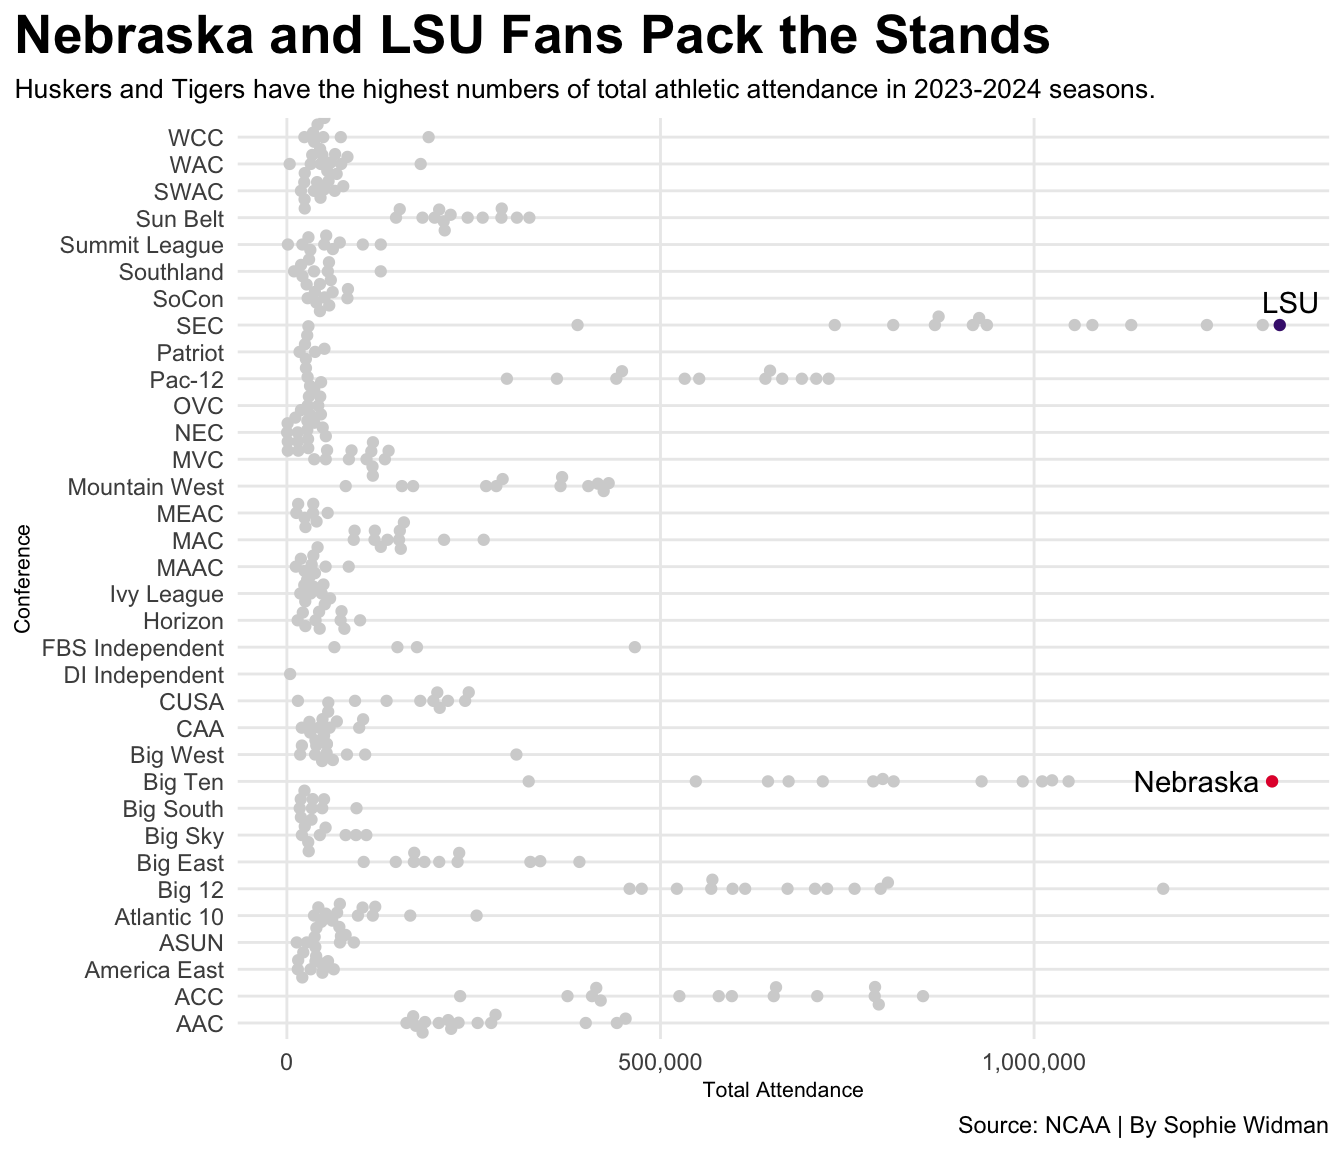 Nebraska and LSU Fans Pack the Stands
Huskers and Tigers have the highest numbers of total athletic attendance in 2023-2024 seasons.
Conference
WCC
WAC
SWAC
Sun Belt
Summit League
Southland
SoCon
LSU
SEC
Patriot
Pac-12
OVC
NEC
MVC
Mountain West
MEAC
MAC
MAAC
Ivy League
Horizon
FBS Independent
DI Independent
CUSA
CAA
Big West
Big Ten
Nebraska
Big South
Big Sky
Big East
Big 12
Atlantic 10
ASUN
America East
ACC
AAC
0 500,000 1,000,000
Total Attendance
Source: NCAA | By Sophie Widman